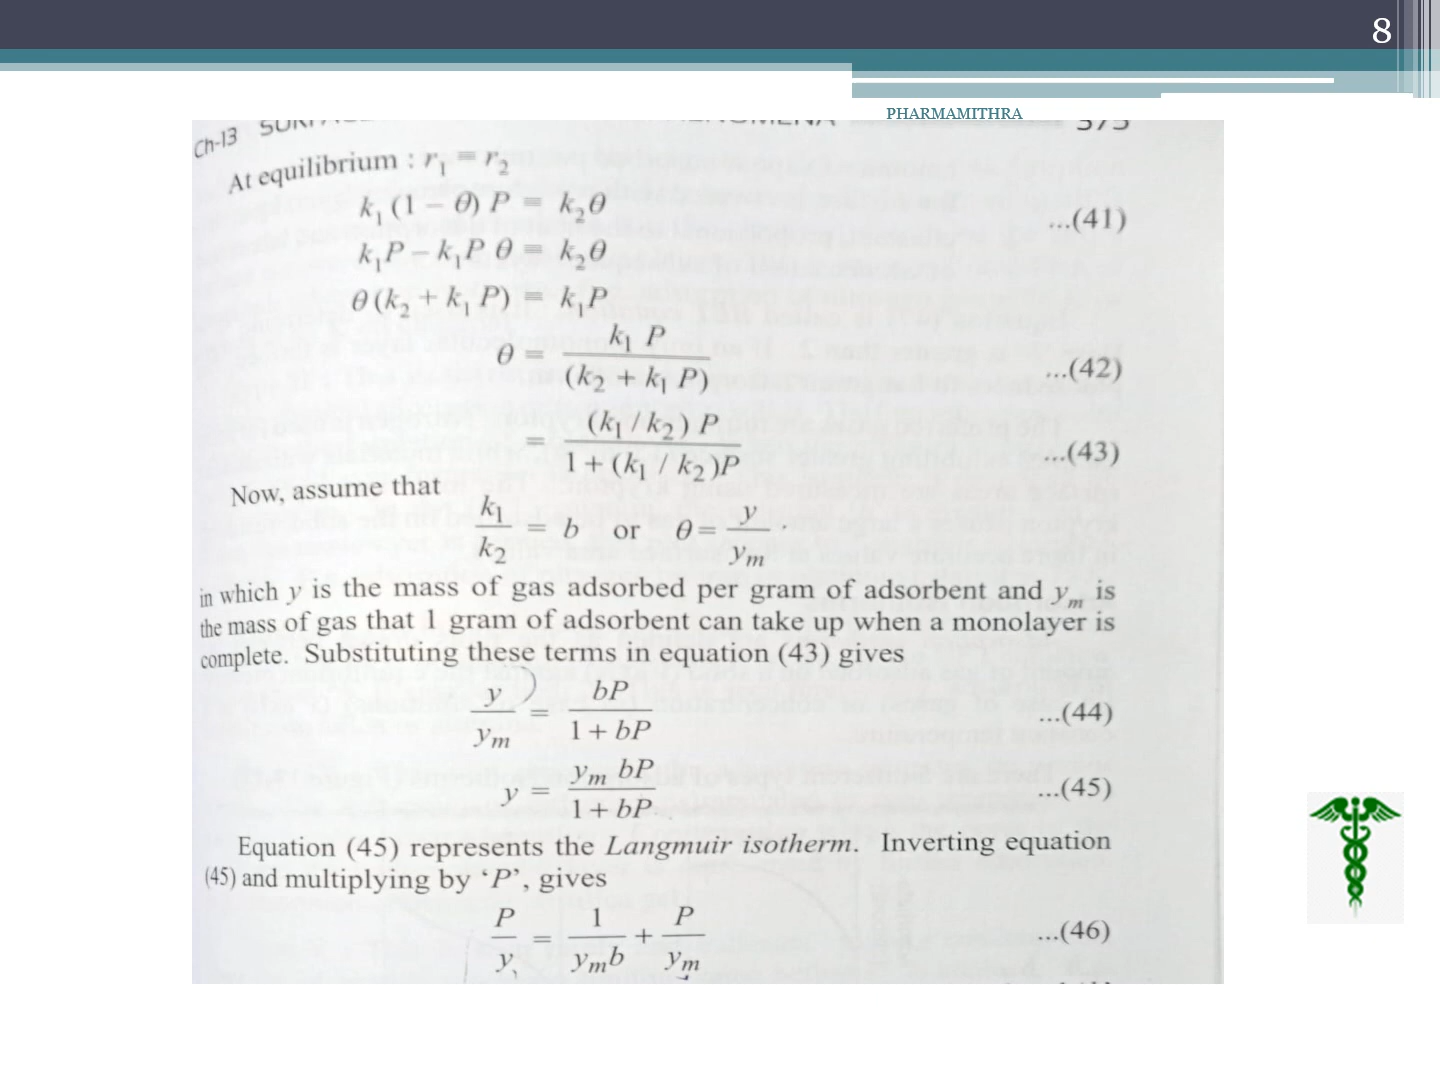 8
PHARMAMITHRA
Ch-13
At equilibrium : r₁ = r₂
k₁ (1 – θ) P = k₂θ ...(41)
k₁P – k₁P θ = k₂θ
θ (k₂ + k₁ P) = k₁P
θ = k₁ P / (k₂ + k₁ P) ...(42)
= (k₁ / k₂) P / 1 + (k₁ / k₂)P ...(43)
Now, assume that
k₁ / k₂ = b or θ = y / yₘ
in which y is the mass of gas adsorbed per gram of adsorbent and yₘ is
the mass of gas that 1 gram of adsorbent can take up when a monolayer is
complete. Substituting these terms in equation (43) gives
y / yₘ = bP / 1 + bP ...(44)
y = yₘ bP / 1 + bP ...(45)
Equation (45) represents the Langmuir isotherm. Inverting equation
(45) and multiplying by ‘P’, gives
P / y = 1 / yₘb + P / yₘ ...(46)